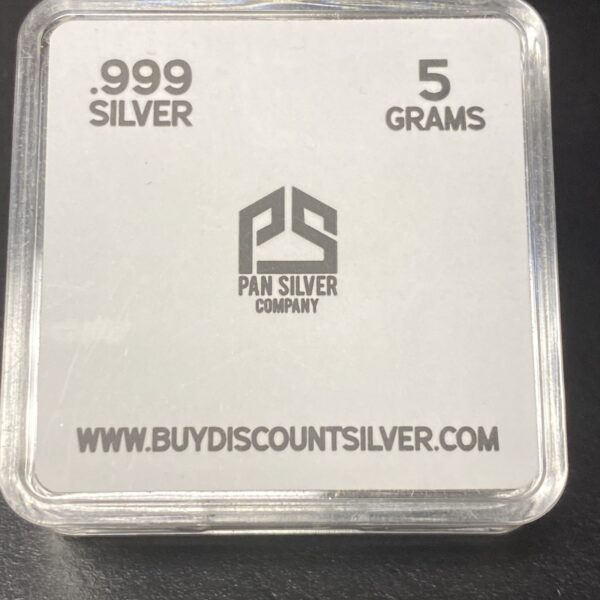 .999
SILVER
5
GRAMS
PS
PAN SILVER
COMPANY
WWW.BUYDISCOUNTSILVER.COM